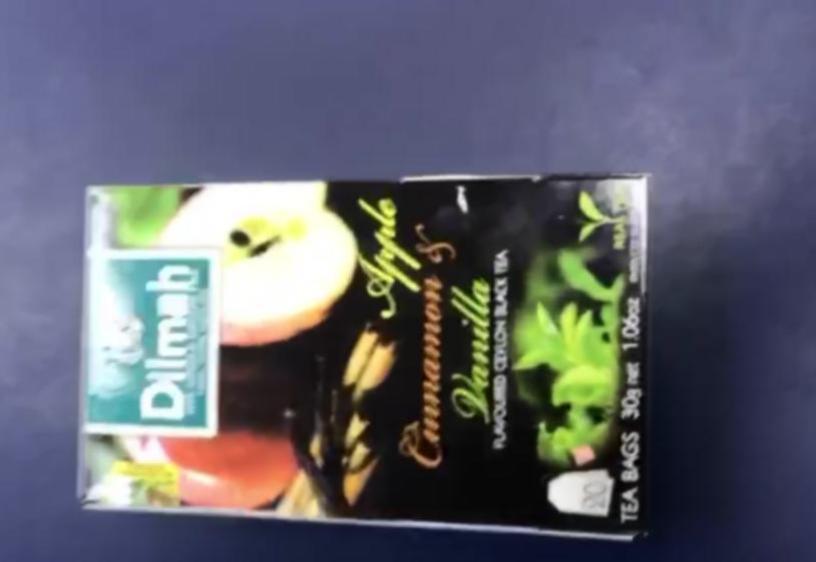 Dilmah
Apple
Cinnamon &
Vanilla
FLAVOURED CEYLON BLACK TEA
20
TEA BAGS 30g net 1.06oz